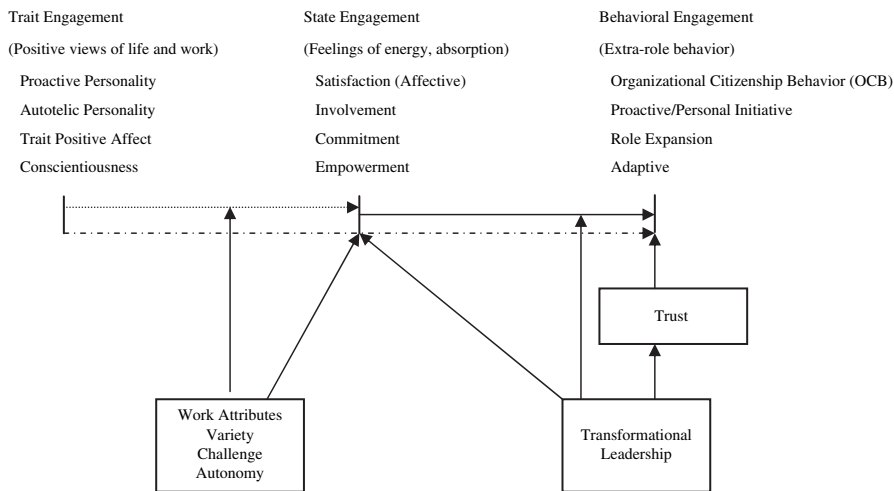 Trait Engagement
(Positive views of life and work)
Proactive Personality
Autotelic Personality
Trait Positive Affect
Conscientiousness
State Engagement
(Feelings of energy, absorption)
Satisfaction (Affective)
Involvement
Commitment
Empowerment
Behavioral Engagement
(Extra-role behavior)
Organizational Citizenship Behavior (OCB)
Proactive/Personal Initiative
Role Expansion
Adaptive
Trust
Work Attributes
Variety
Challenge
Autonomy
Transformational
Leadership